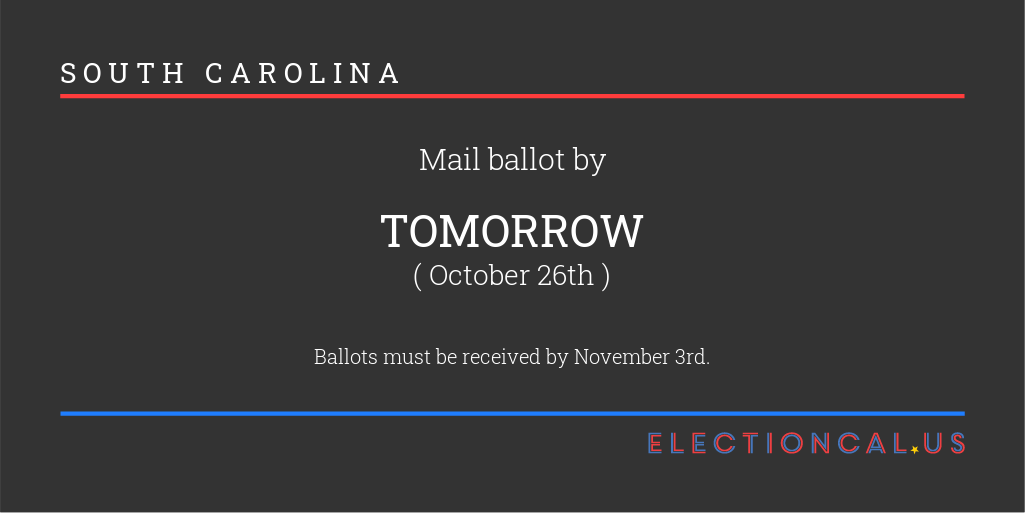 SOUTH CAROLINA
Mail ballot by
TOMORROW
( October 26th )
Ballots must be received by November 3rd.
ELECTIONCAL.US